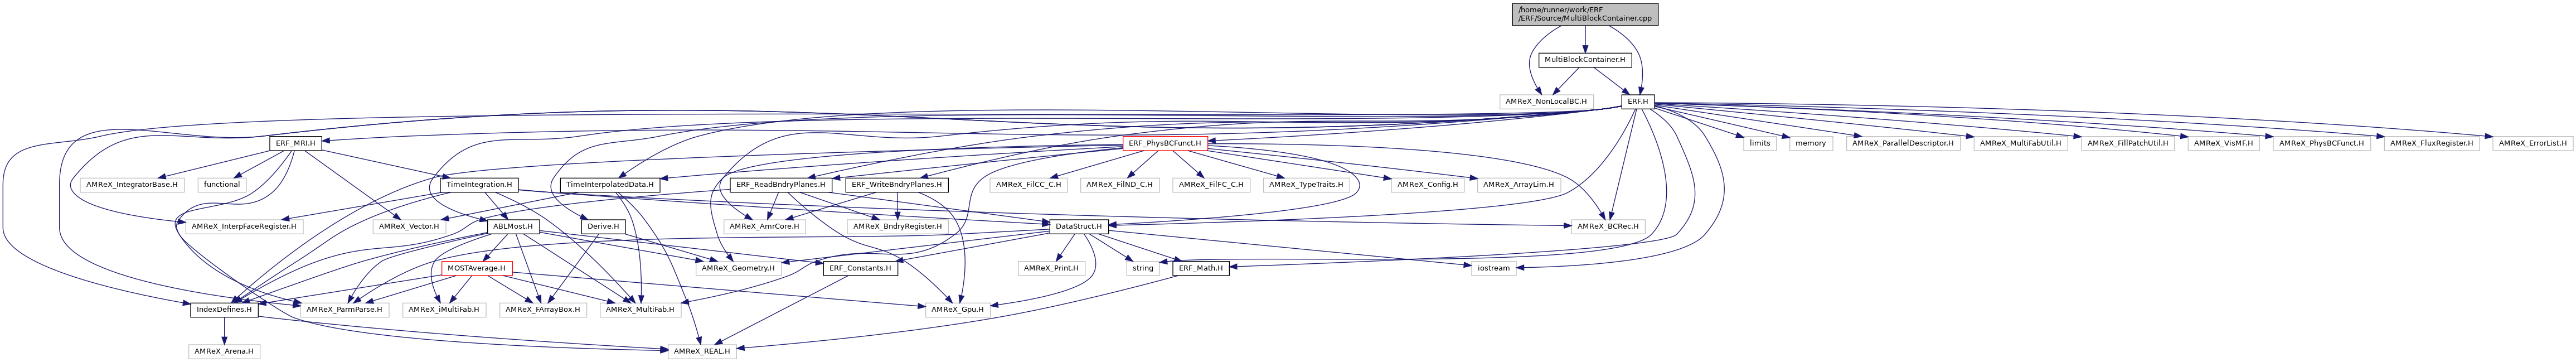 /home/runner/work/ERF
/ERF/Source/MultiBlockContainer.cpp
MultiBlockContainer.H
AMReX_NonLocalBC.H
ERF.H
ERF_MRI.H
ERF_PhysBCFunct.H
limits
memory
AMReX_ParallelDescriptor.H
AMReX_MultiFabUtil.H
AMReX_FillPatchUtil.H
AMReX_VisMF.H
AMReX_PhysBCFunct.H
AMReX_FluxRegister.H
AMReX_ErrorList.H
AMReX_IntegratorBase.H
functional
TimeIntegration.H
TimeInterpolatedData.H
ERF_ReadBndryPlanes.H
ERF_WriteBndryPlanes.H
AMReX_FilCC_C.H
AMReX_FilND_C.H
AMReX_FilFC_C.H
AMReX_TypeTraits.H
AMReX_Config.H
AMReX_ArrayLim.H
AMReX_InterpFaceRegister.H
AMReX_Vector.H
ABLMost.H
Derive.H
AMReX_AmrCore.H
AMReX_BndryRegister.H
DataStruct.H
AMReX_BCRec.H
MOSTAverage.H
AMReX_Geometry.H
ERF_Constants.H
AMReX_Print.H
string
ERF_Math.H
iostream
IndexDefines.H
AMReX_ParmParse.H
AMReX_iMultiFab.H
AMReX_FArrayBox.H
AMReX_MultiFab.H
AMReX_Gpu.H
AMReX_Arena.H
AMReX_REAL.H